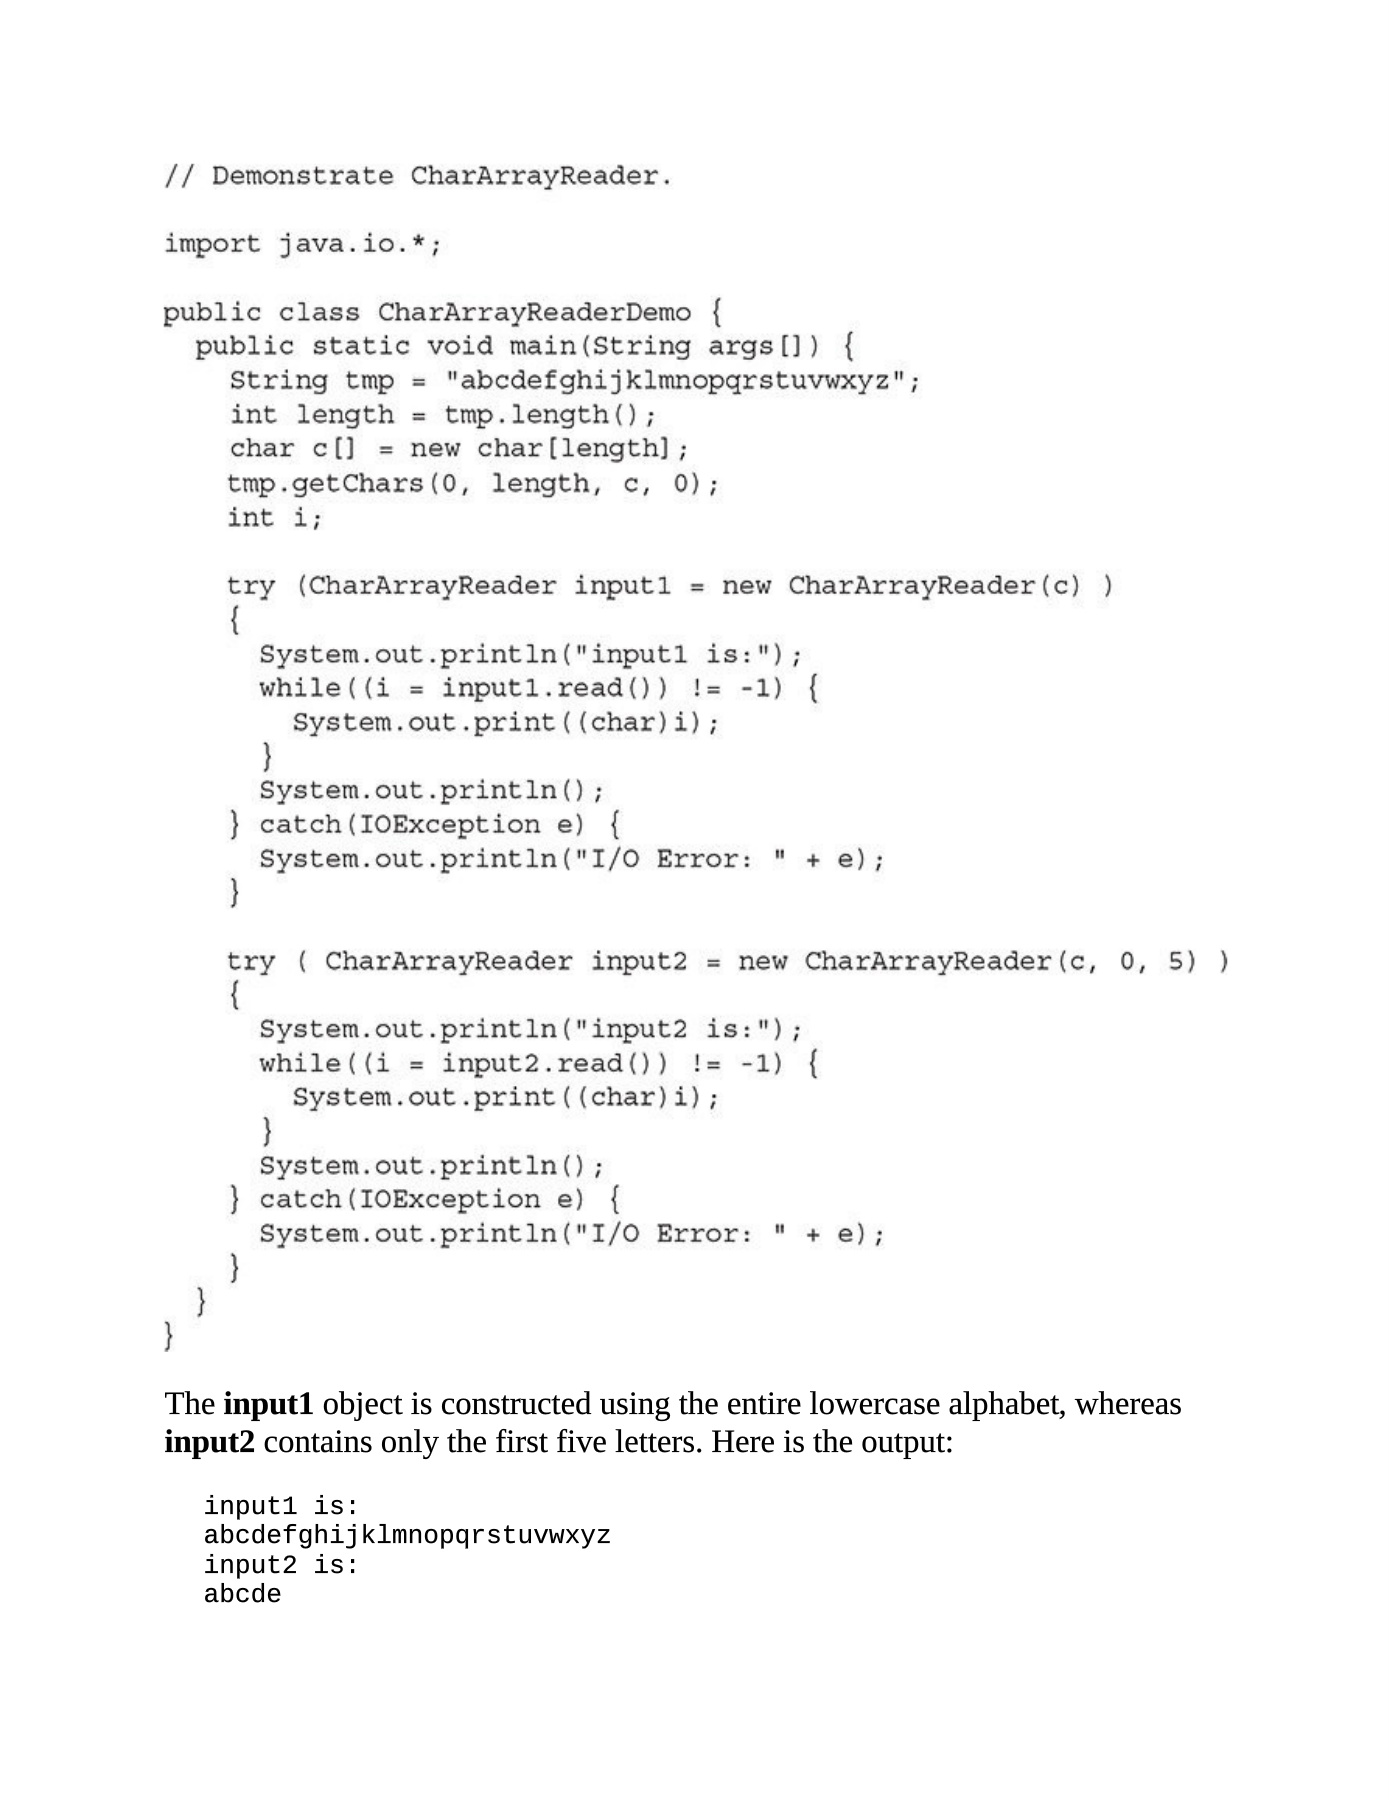 // Demonstrate CharArrayReader.
import java.io.*;
public class CharArrayReaderDemo {
public static void main(String args[]) {
String tmp = "abcdefghijklmnopqrstuvwxyz";
int length = tmp.length();
char c[] = new char[length];
tmp.getChars(0, length, c, 0);
int i;
try (CharArrayReader input1 = new CharArrayReader(c) )
{
System.out.println("input1 is:");
while((i = input1.read()) != -1) {
System.out.print((char)i);
}
System.out.println();
} catch(IOException e) {
System.out.println("I/O Error: " + e);
}
try ( CharArrayReader input2 = new CharArrayReader(c, 0, 5) )
{
System.out.println("input2 is:");
while((i = input2.read()) != -1) {
System.out.print((char)i);
}
System.out.println();
} catch(IOException e) {
System.out.println("I/O Error: " + e);
}
}
}
The input1 object is constructed using the entire lowercase alphabet, whereas
input2 contains only the first five letters. Here is the output:
input1 is:
abcdefghijklmnopqrstuvwxyz
input2 is:
abcde